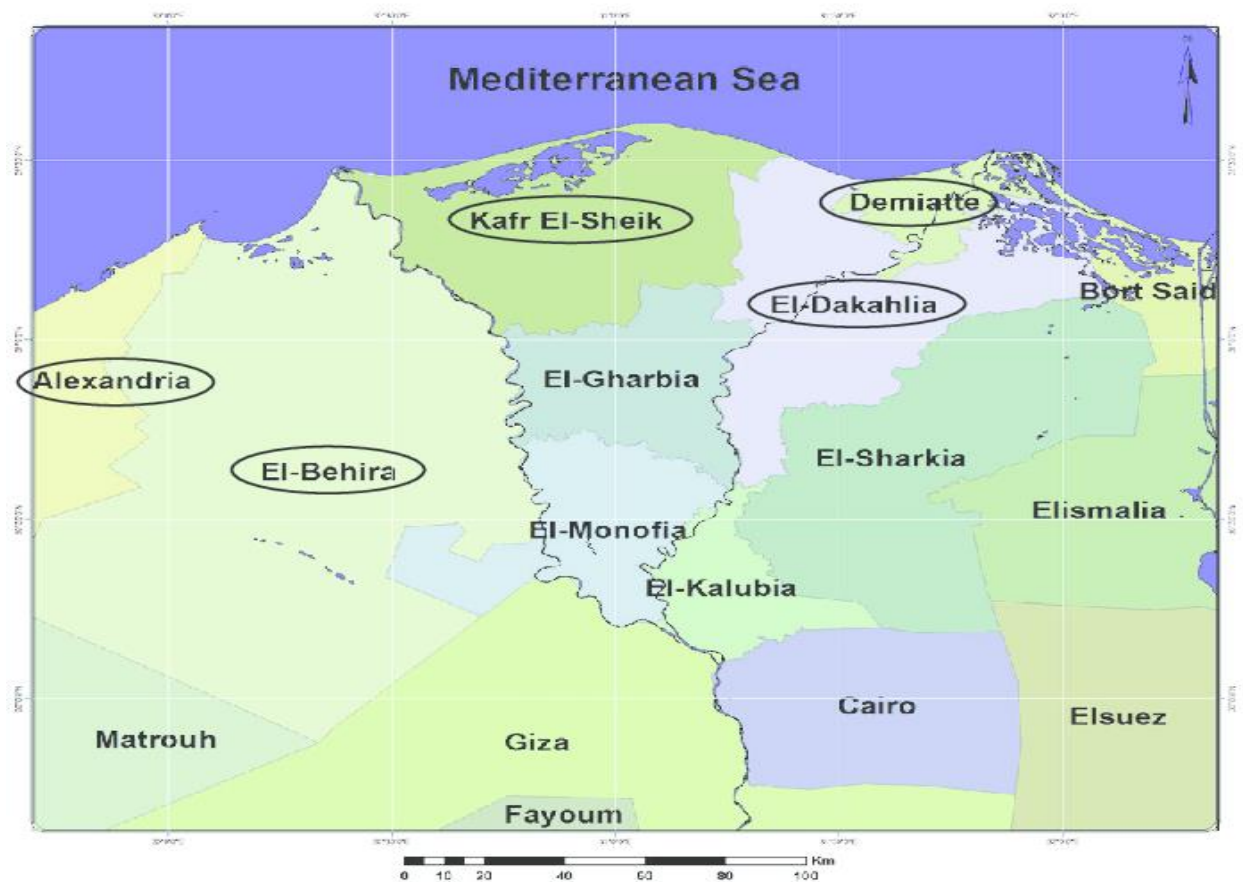 Mediterranean Sea
Demiatte
Kafr El-Sheik
Bort Said
El-Dakahlia
Alexandria
El-Gharbia
El-Behira
El-Sharkia
Elismalia
El-Monofia
El-Kalubia
Cairo
Elsuez
Matrouh
Giza
Fayoum
Km
0 10 20 40 60 80 100